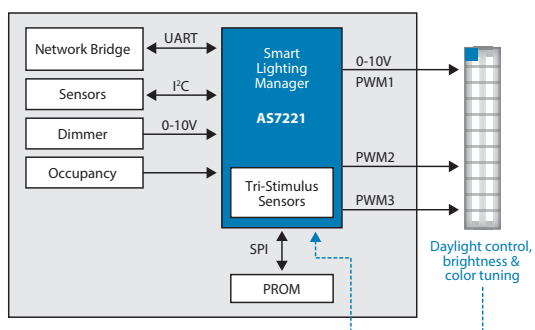 Network Bridge
UART
Sensors
I²C
Dimmer
0-10V
Occupancy
Smart
Lighting
Manager
AS7221
Tri-Stimulus
Sensors
0-10V
PWM1
PWM2
PWM3
SPI
PROM
Daylight control,
brightness &
color tuning